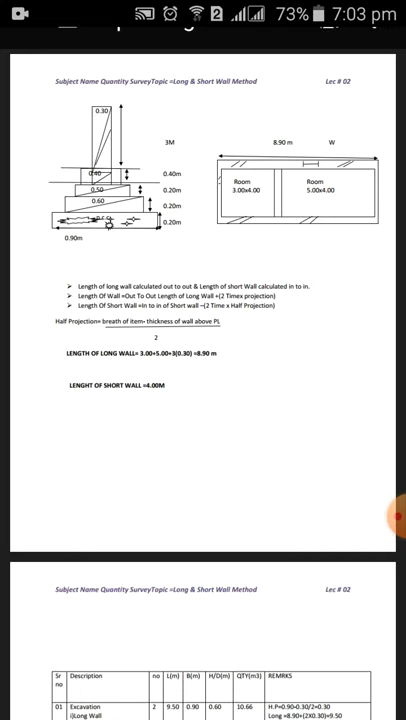 2 73% 7:03 pm
Subject Name Quantity SurveyTopic =Long & Short Wall Method Lec # 02
0.30
3M
8.90 m W
0.40 0.40m
0.50 0.20m
0.60 0.20m
0.20m
0.90m
Room Room
3.00x4.00 5.00x4.00
➤ Length of long wall calculated out to out & Length of short Wall calculated in to in.
➤ Length Of Wall =Out To Out Length of Long Wall +(2 Timex projection)
➤ Length Of Short Wall =In to in of Short wall –(2 Time x Half Projection)
Half Projection= breath of item- thickness of wall above PL
2
LENGTH OF LONG WALL= 3.00+5.00+3(0.30) =8.90 m
LENGHT OF SHORT WALL =4.00M
Subject Name Quantity SurveyTopic =Long & Short Wall Method Lec # 02
Sr no Description no L(m) B(m) H/D(m) QTY(m3) REMRKS
01 Excavation 2 9.50 0.90 0.60 10.66 H.P=0.90-0.30/2=0.30
i)Long Wall Long =8.90+(2X0.30)=9.50